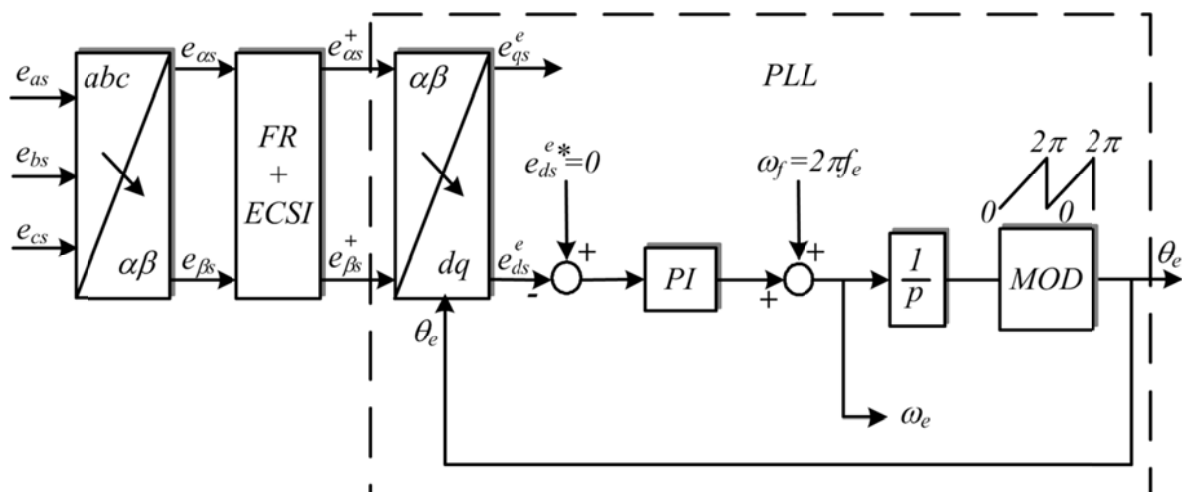 e_as
e_bs
e_cs
abc
αβ
e_αs
e_βs
FR
+
ECSI
e_αs^+
e_βs^+
αβ
dq
θ_e
e_qs^e
e_ds^e
PLL
e_ds^e*=0
+
-
PI
ω_f=2πf_e
+
+
ω_e
1
p
2π 2π
0 0
MOD
θ_e